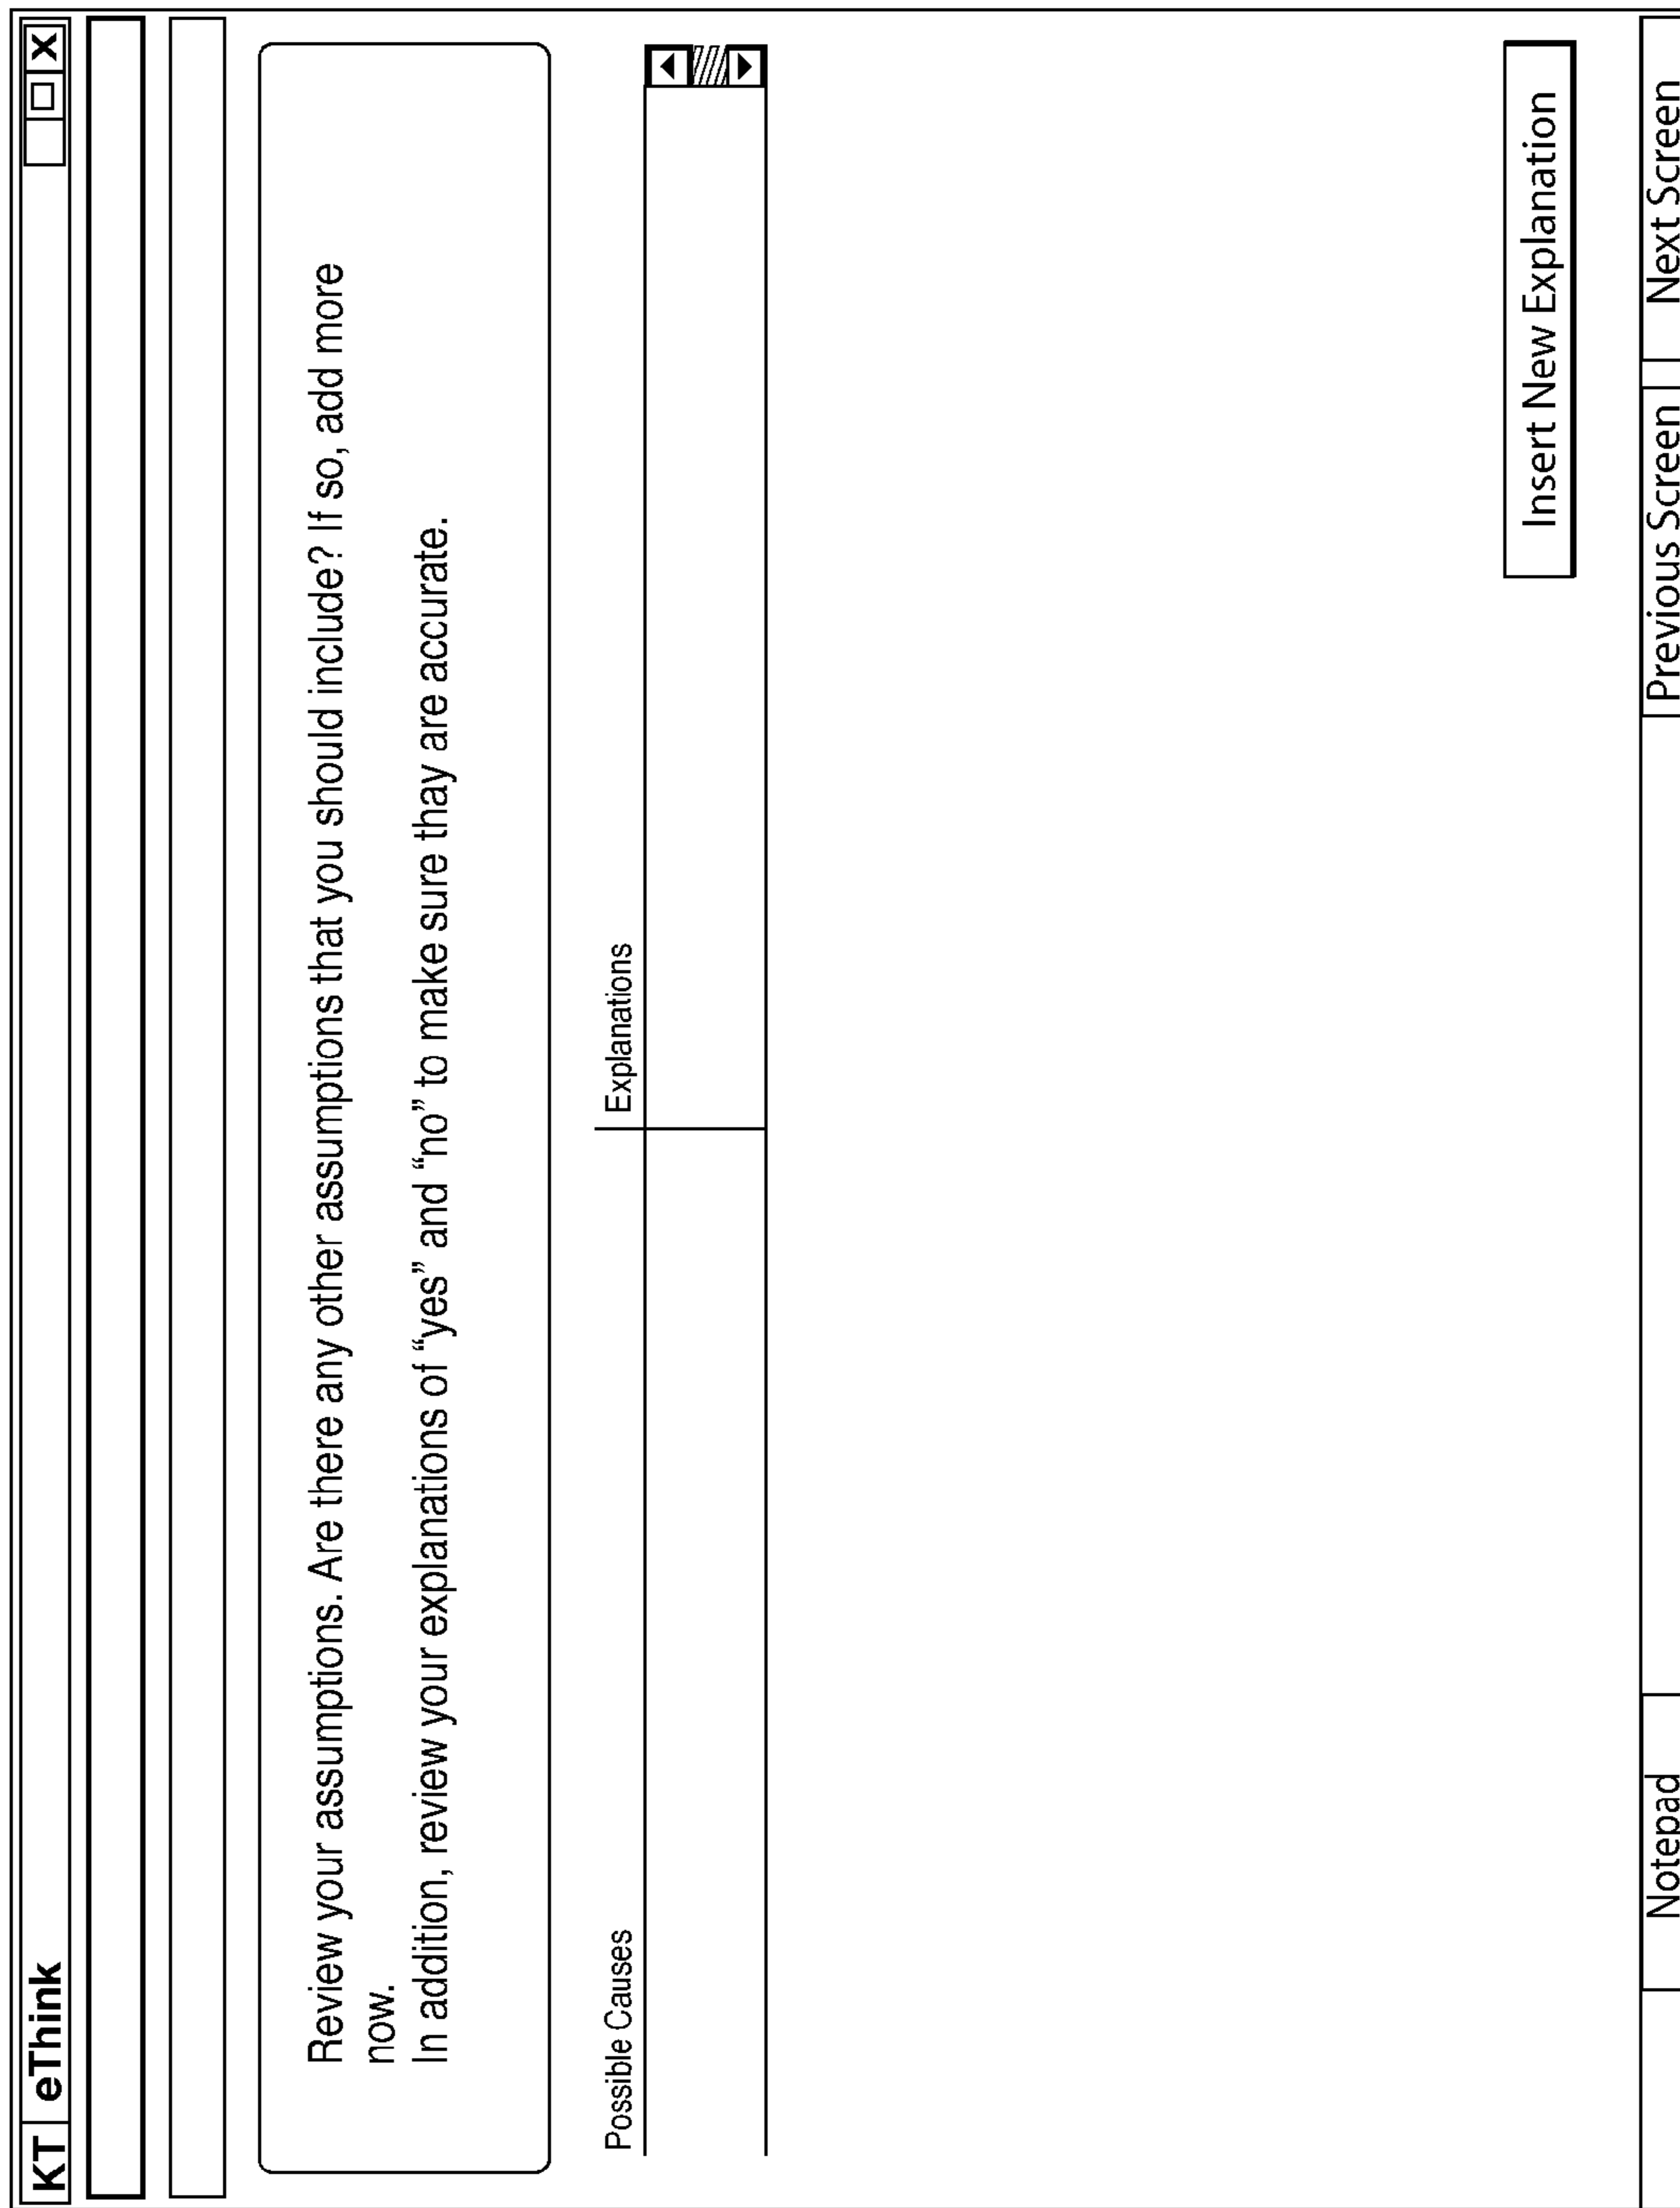 KT eThink X
Review your assumptions. Are there any other assumptions that you should include? If so, add more
now.
In addition, review your explanations of “yes” and “no” to make sure thay are accurate.
Possible Causes Explanations
Insert New Explanation
Notepad Previous Screen Next Screen